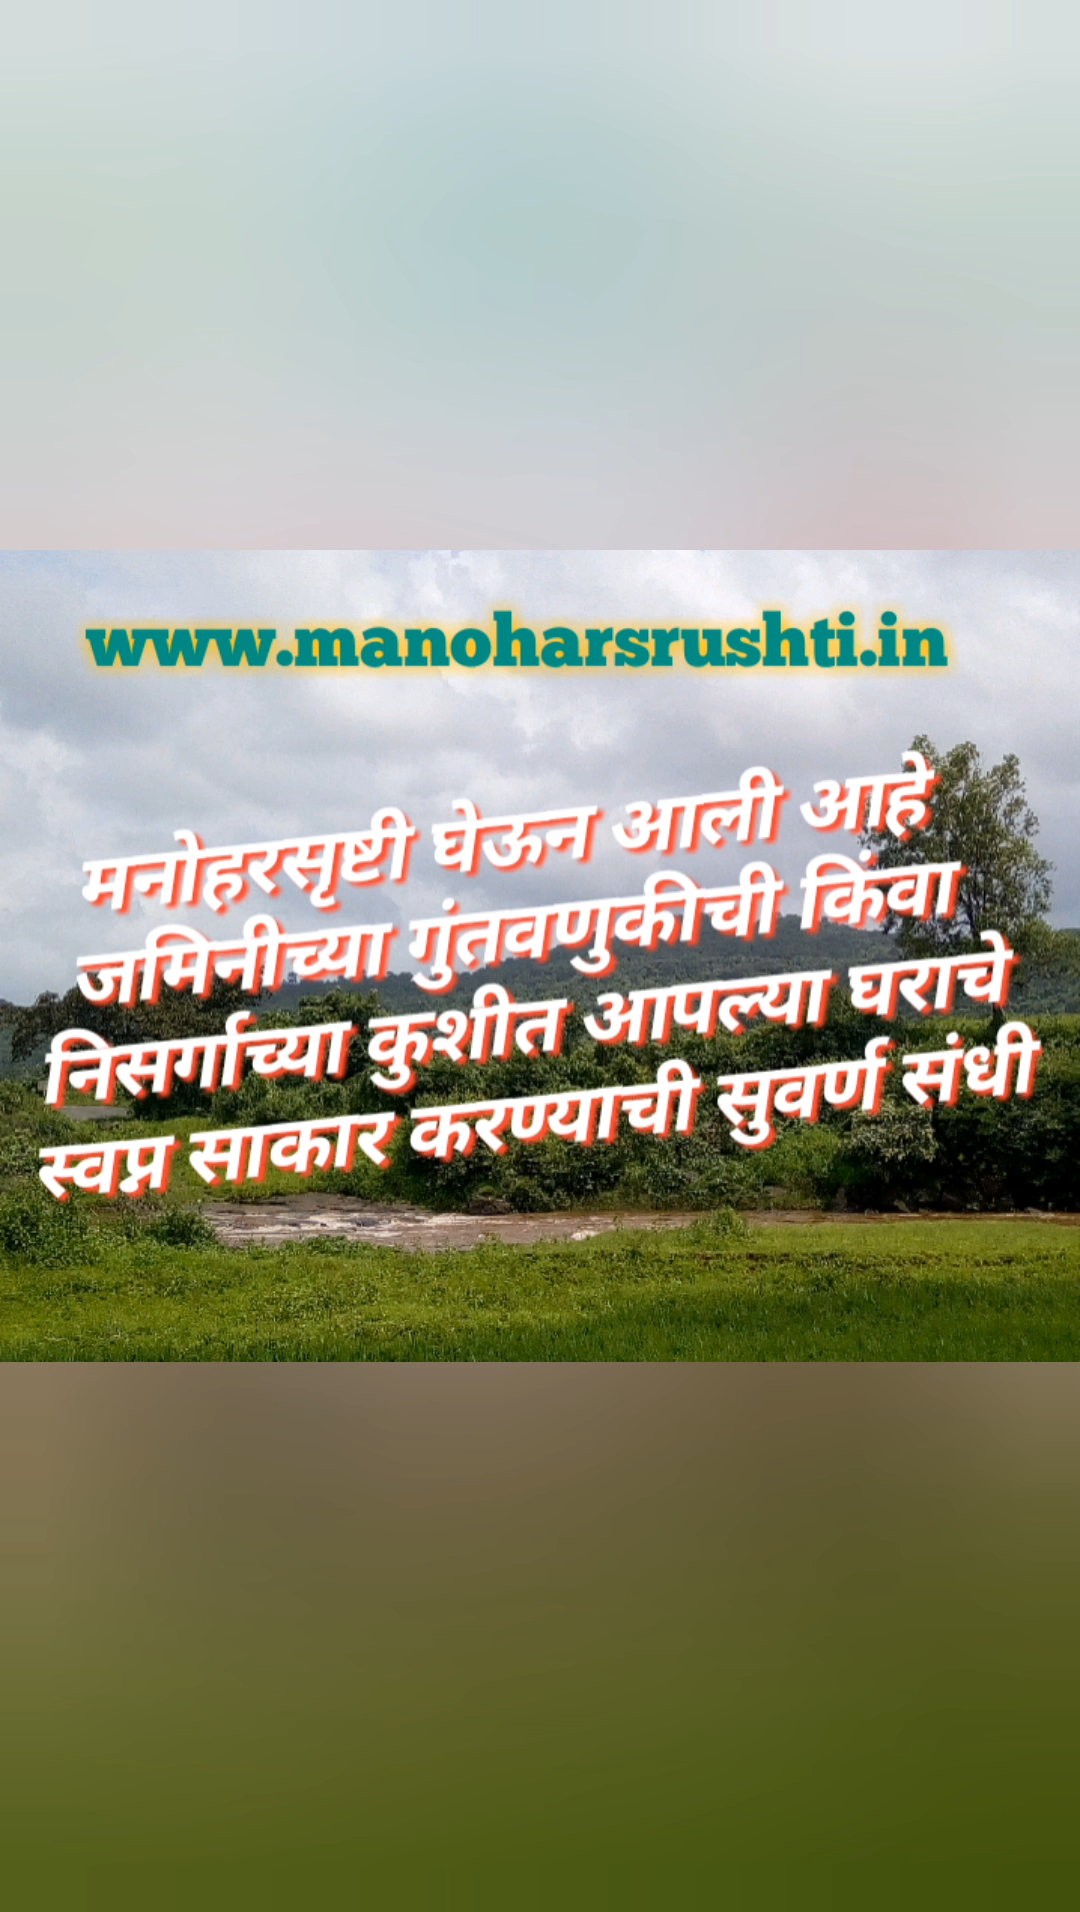 www.manoharsrushti.in
मनोहरसृष्टी घेऊन आली आहे
जमिनीच्या गुंतवणुकीची किंवा
निसर्गाच्या कुशीत आपल्या घराचे
स्वप्न साकार करण्याची सुवर्ण संधी